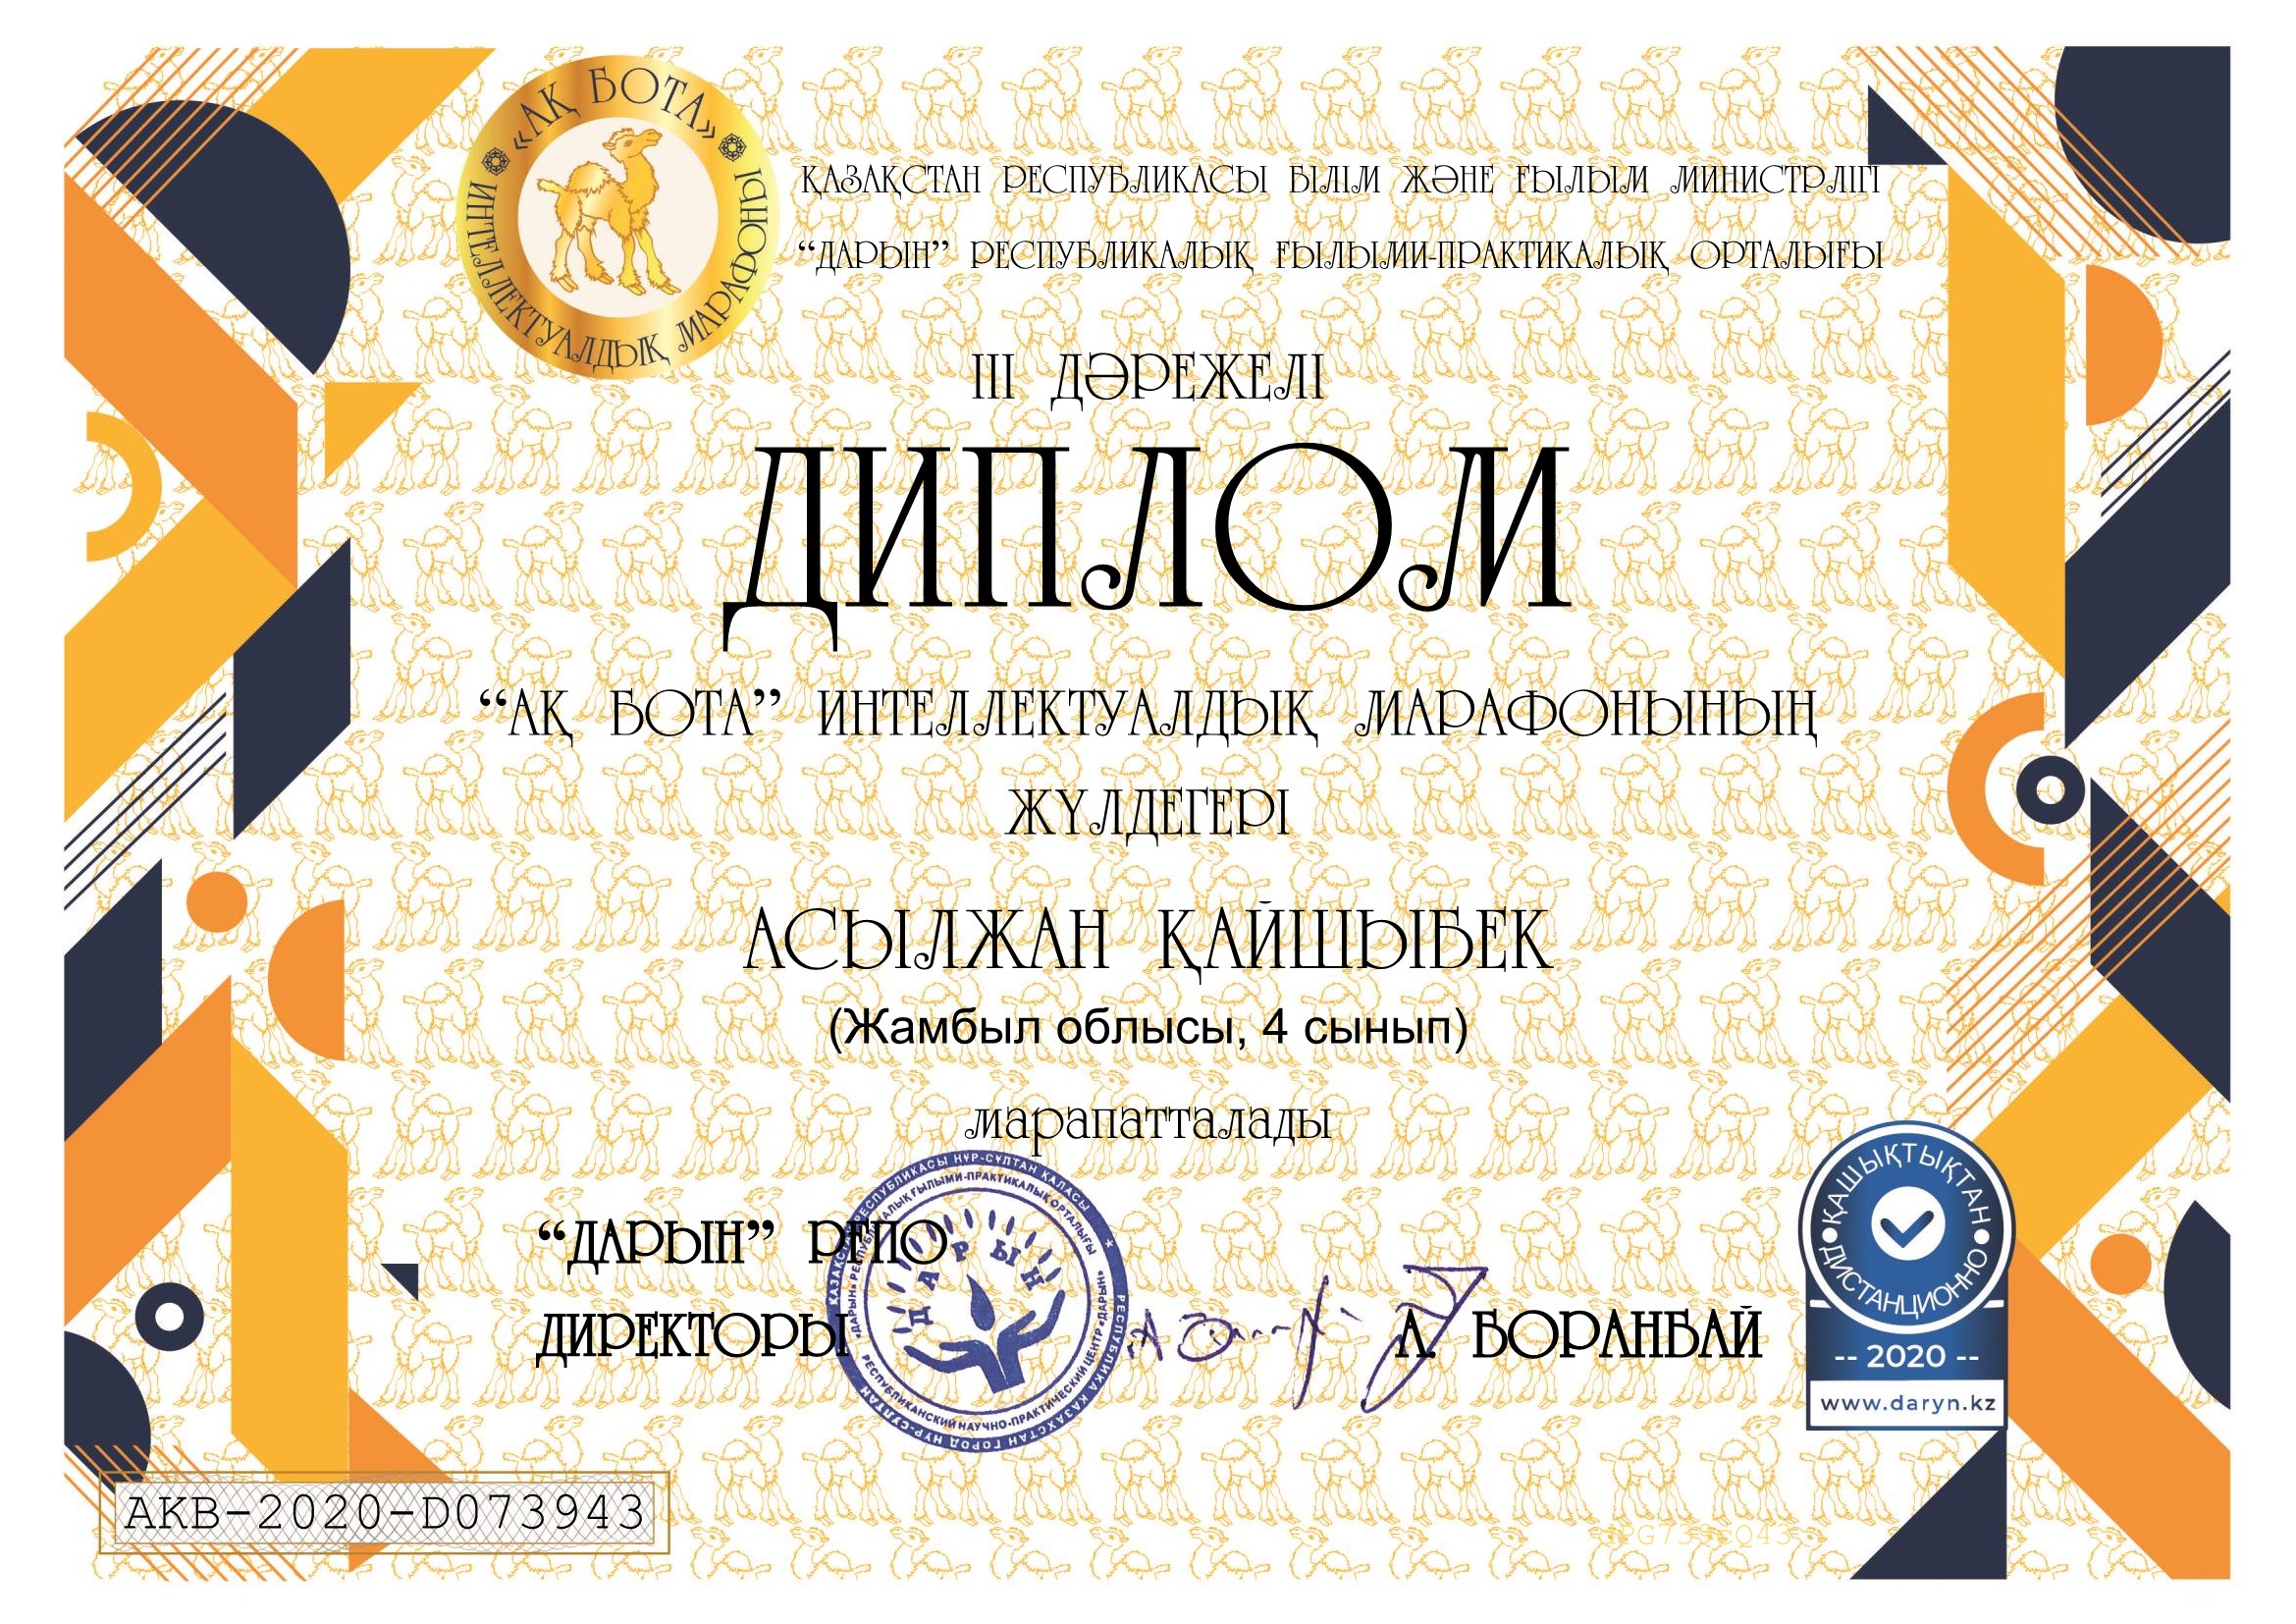 «АҚ БОТА»
ИНТЕЛЛЕКТУАЛДЫҚ МАРАФОНЫ
ҚАЗАҚСТАН РЕСПУБЛИКАСЫ БІЛІМ ЖӘНЕ ҒЫЛЫМ МИНИСТРЛІГІ
“ДАРЫН” РЕСПУБЛИКАЛЫҚ ҒЫЛЫМИ-ПРАКТИКАЛЫҚ ОРТАЛЫҒЫ
III ДӘРЕЖЕЛІ
ДИПЛОМ
“АҚ БОТА” ИНТЕЛЛЕКТУАЛДЫҚ МАРАФОНЫНЫҢ
ЖҮЛДЕГЕРІ
АСЫЛЖАН ҚАЙШЫБЕК
(Жамбыл облысы, 4 сынып)
марапатталады
“ДАРЫН” РҒПО
ДИРЕКТОРЫ
А. БОРАНБАЙ
ҚАЗАҚСТАН РЕСПУБЛИКАСЫ НҰР-СҰЛТАН ҚАЛАСЫ
РЕСПУБЛИКА КАЗАХСТАН ГОРОД НУР-СУЛТАН
«ДАРЫН» РЕСПУБЛИКАЛЫҚ ҒЫЛЫМИ-ПРАКТИКАЛЫҚ ОРТАЛЫҒЫ
РЕСПУБЛИКАНСКИЙ НАУЧНО-ПРАКТИЧЕСКИЙ ЦЕНТР «ДАРЫН»
ДАРЫН
ҚАШЫҚТЫҚТАН
ДИСТАНЦИОННО
-- 2020 --
www.daryn.kz
AKB-2020-D073943